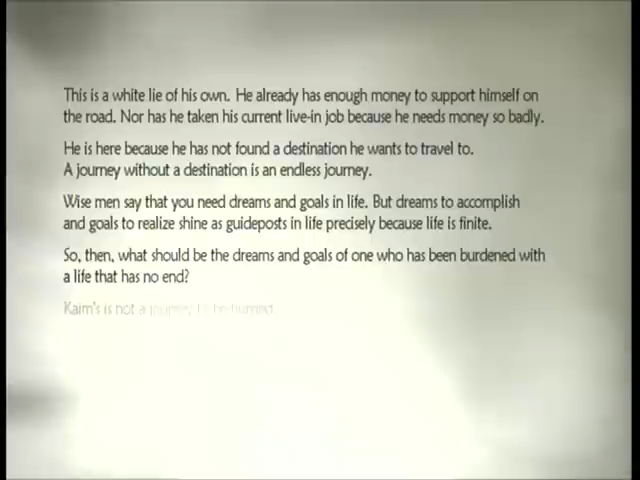 This is a white lie of his own. He already has enough money to support himself on
the road. Nor has he taken his current live-in job because he needs money so badly.
He is here because he has not found a destination he wants to travel to.
A journey without a destination is an endless journey.
Wise men say that you need dreams and goals in life. But dreams to accomplish
and goals to realize shine as guideposts in life precisely because life is finite.
So, then, what should be the dreams and goals of one who has been burdened with
a life that has no end?
Kaim's is not a journey to be hurried.